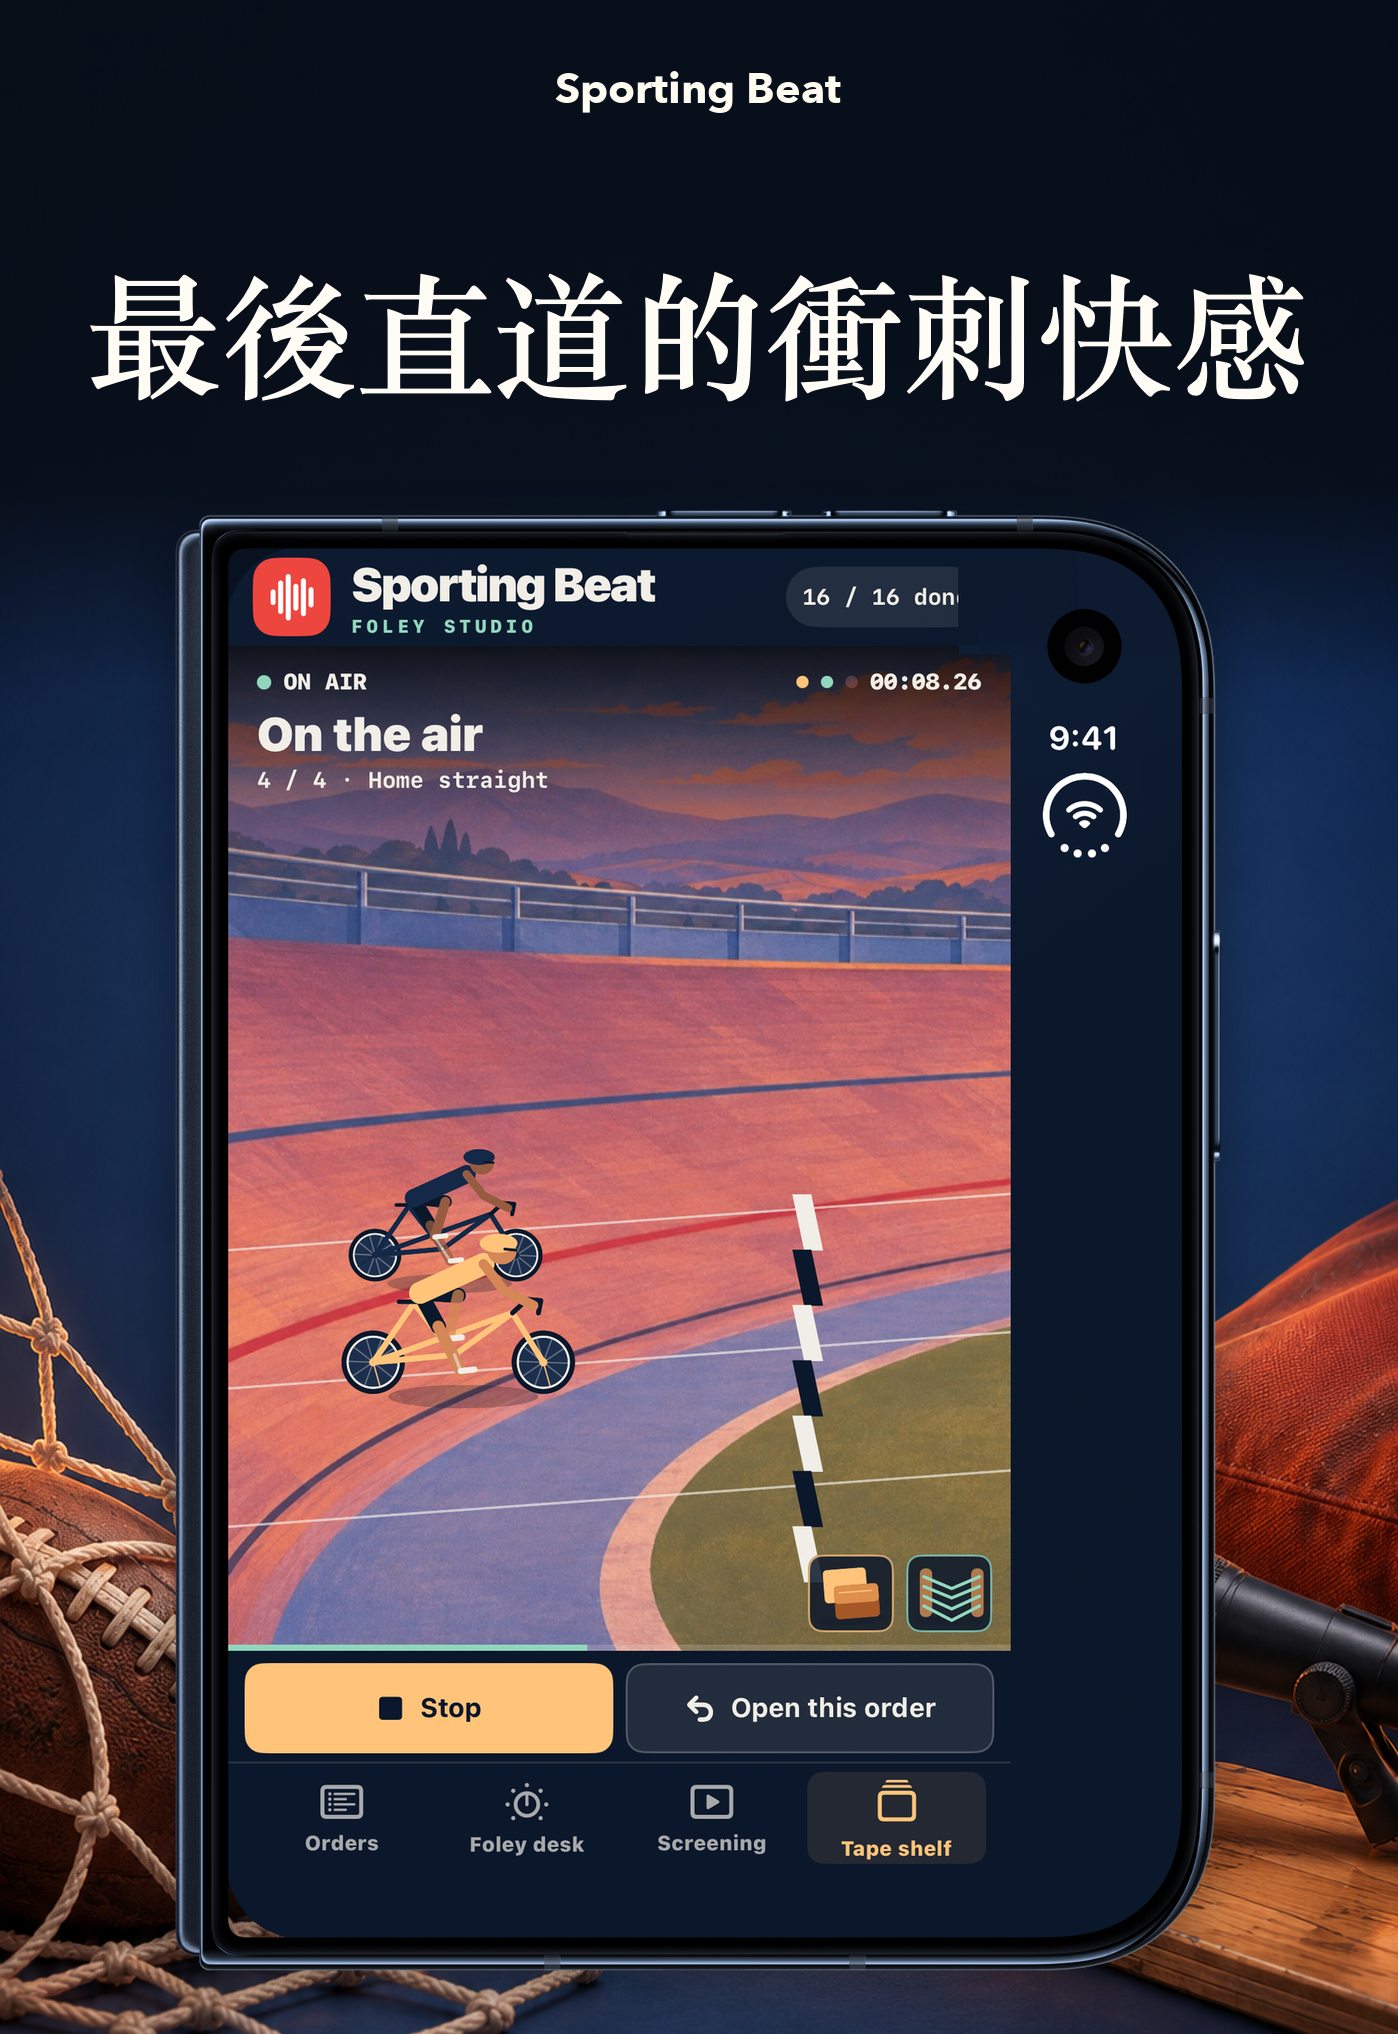 Sporting Beat
最後直道的衝刺快感
Sporting Beat
FOLEY STUDIO
16 / 16 don
ON AIR
00:08.26
On the air
4 / 4 · Home straight
9:41
Stop
Open this order
Orders
Foley desk
Screening
Tape shelf